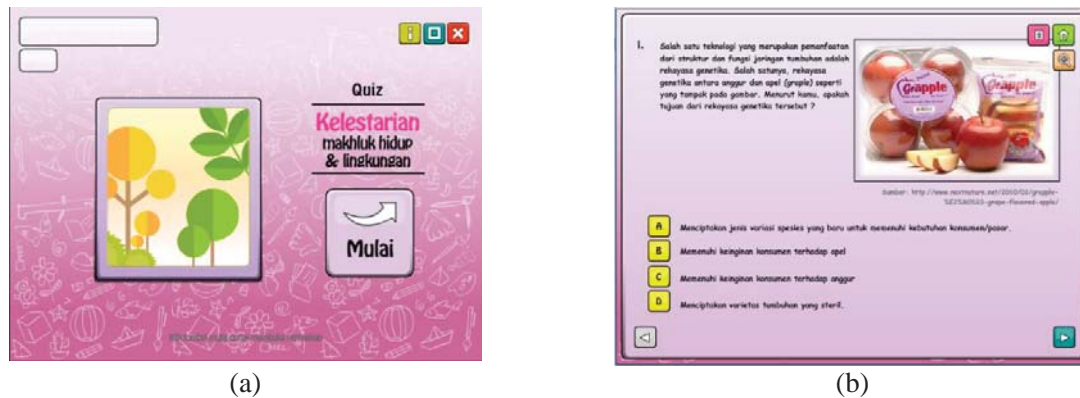 Quiz
Kelestarian
makhluk hidup
& lingkungan
Mulai
(a)
1. Salah satu teknologi yang merupakan pemanfaatan
dari struktur dan fungsi jaringan tumbuhan adalah
rekayasa genetika. Salah satunya, rekayasa
genetika antara anggur dan apel (graple) seperti
yang tampak pada gambar. Menurut kamu, apakah
tujuan dari rekayasa genetika tersebut ?
Grapple
Grapple
A Menciptakan jenis variasi spesies yang baru untuk memenuhi kebutuhan konsumen/pasar.
B Memenuhi keinginan konsumen terhadap apel
C Memenuhi keinginan konsumen terhadap anggur
D Menciptakan varietas tumbuhan yang steril.
(b)